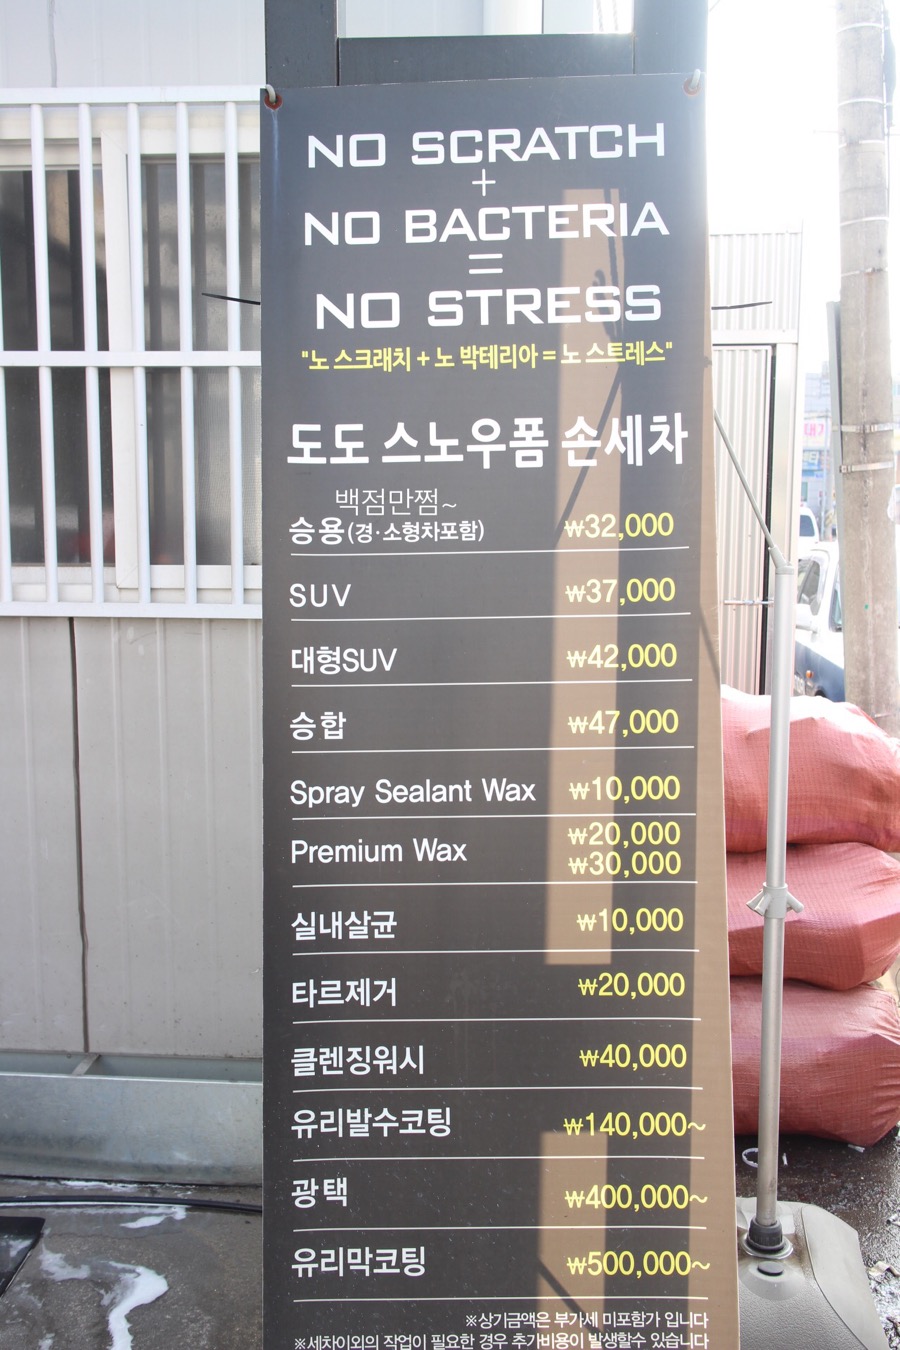 NO SCRATCH
+
NO BACTERIA
=
NO STRESS
"노 스크래치 + 노 박테리아 = 노 스트레스"
도도 스노우폼 손세차
백점만쩜~
승용(경·소형차포함) ₩32,000
SUV ₩37,000
대형SUV ₩42,000
승합 ₩47,000
Spray Sealant Wax ₩10,000
Premium Wax ₩20,000
₩30,000
실내살균 ₩10,000
타르제거 ₩20,000
클렌징워시 ₩40,000
유리발수코팅 ₩140,000~
광택 ₩400,000~
유리막코팅 ₩500,000~
※상기금액은 부가세 미포함가 입니다
※세차이외의 작업이 필요한 경우 추가비용이 발생할수 있습니다